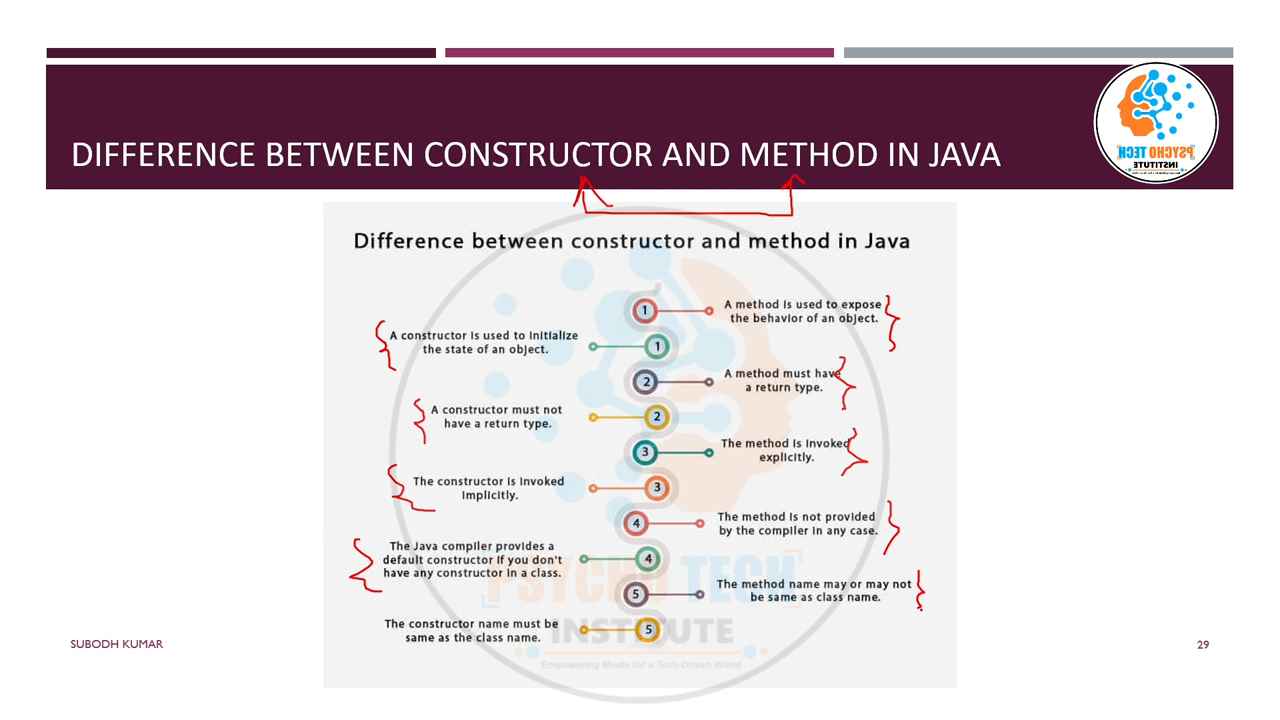 DIFFERENCE BETWEEN CONSTRUCTOR AND METHOD IN JAVA
PSYCHO TECH
INSTITUTE
Difference between constructor and method in Java
1
A method is used to expose
the behavior of an object.
A constructor is used to initialize
the state of an object.
1
2
A method must have
a return type.
A constructor must not
have a return type.
2
3
The method is invoked
explicitly.
The constructor is invoked
implicitly.
3
4
The method is not provided
by the compiler in any case.
The Java compiler provides a
default constructor if you don't
have any constructor in a class.
4
5
The method name may or may not
be same as class name.
The constructor name must be
same as the class name.
5
PSYCHO TECH
INSTITUTE
Empowering Minds for a Tech-Driven World
SUBODH KUMAR
29